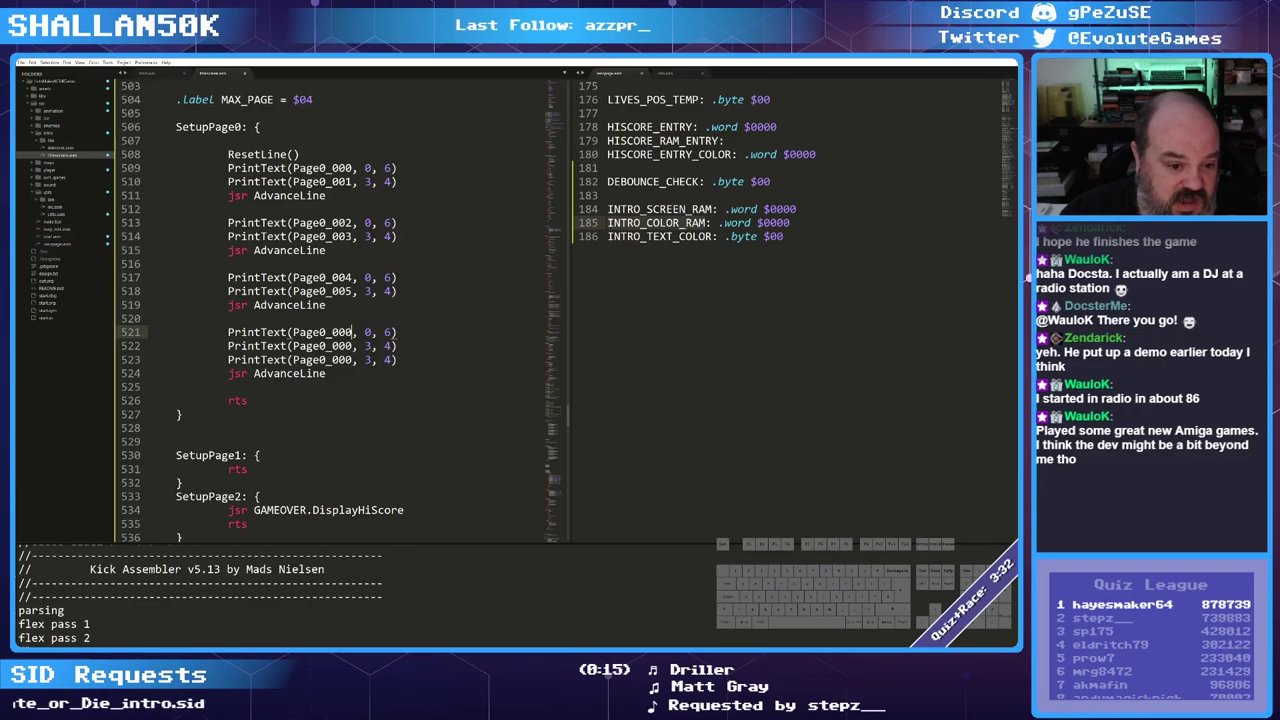 SHALLAN50K
Last Follow: azzpr_
Discord gPeZuSE
Twitter @EvoluteGames
FOLDERS
503
504 .label MAX_PAGE = $04
505
506 SetupPage0: {
507
508 ResetLine()
509 PrintText(Page0_000, 0, 6)
510 PrintText(Page0_001, 3, 4)
511 jsr AdvanceLine
512
513 PrintText(Page0_002, 0, 6)
514 PrintText(Page0_003, 3, 4)
515 jsr AdvanceLine
516
517 PrintText(Page0_004, 0, 6)
518 PrintText(Page0_005, 3, 4)
519 jsr AdvanceLine
520
521 PrintText(Page0_000, 0, 6)
522 PrintText(Page0_000, 3, 4)
523 PrintText(Page0_000, 3, 4)
524 jsr AdvanceLine
525
526 rts
527 }
528
529
530 SetupPage1: {
531 rts
532 }
533 SetupPage2: {
534 jsr GAMEOVER.DisplayHiScore
535 rts
536 }
175
176 LIVES_POS_TEMP: .byte $00
177
178 HISCORE_ENTRY: .word $0000
179 HISCORE_RAM_ENTRY:
180 HISCORE_ENTRY_COLOR: .word $0000
181
182 DEBOUNCE_CHECK: .byte $00
183
184 INTRO_SCREEN_RAM: .word $0000
185 INTRO_COLOR_RAM: .word $0000
186 INTRO_TEXT_COLOR: .byte $00
//------------------------------------------------------
// Kick Assembler v5.13 by Mads Nielsen
//------------------------------------------------------
parsing
flex pass 1
flex pass 2
Quiz+Race: 3:32
Zendarick:
I hope he finishes the game
WauloK:
haha Docsta. I actually am a DJ at a
radio station
DocsterMe:
@WauloK There you go!
Zendarick:
yeh. He put up a demo earlier today I
think
WauloK:
I started in radio in about 86
WauloK:
Played some great new Amiga games.
I think the dev might be a bit beyond
me tho
Quiz League
1 hayesmaker64 878739
2 stepz__ 739883
3 sp175 428012
4 eldritch79 302122
5 prow7 233040
6 mrg8472 231429
7 akmafin 96806
SID Requests
te_or_Die_intro.sid
(0:15) ♬ Driller
♫ Matt Gray
♪ Requested by stepz__